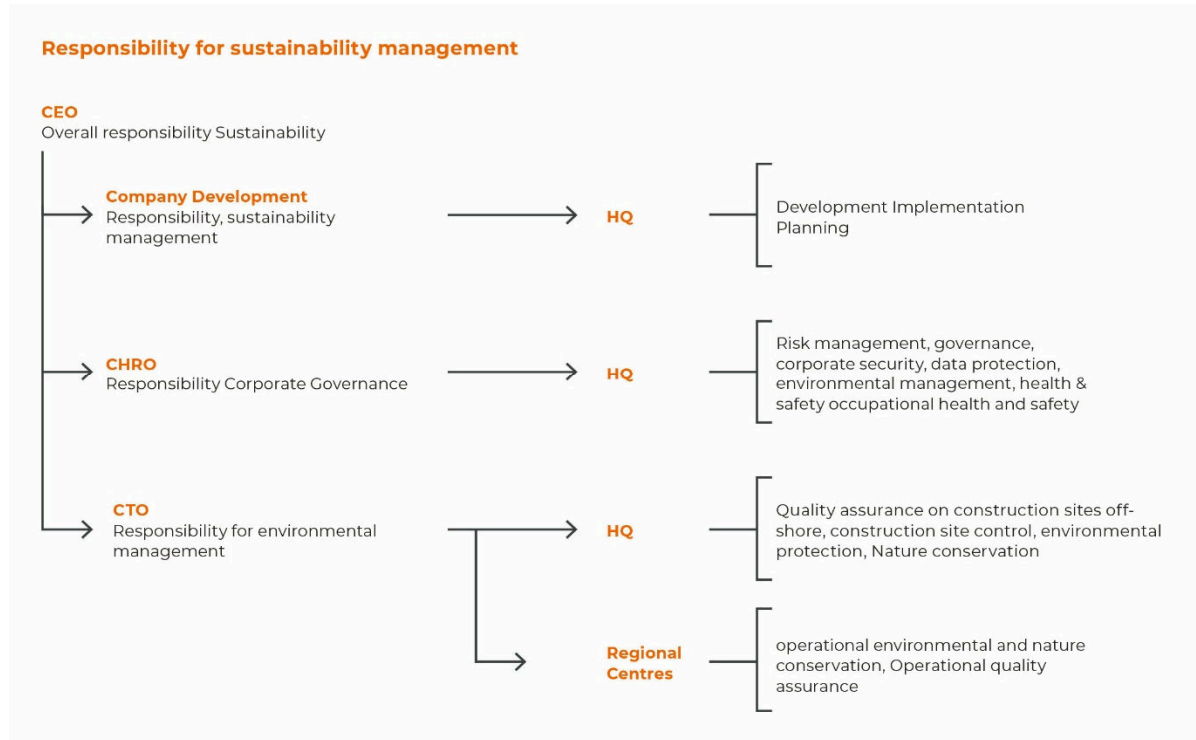 Responsibility for sustainability management
CEO
Overall responsibility Sustainability
Company Development
Responsibility, sustainability
management
HQ
Development Implementation
Planning
CHRO
Responsibility Corporate Governance
HQ
Risk management, governance,
corporate security, data protection,
environmental management, health &
safety occupational health and safety
CTO
Responsibility for environmental
management
HQ
Quality assurance on construction sites off-
shore, construction site control, environmental
protection, Nature conservation
Regional
Centres
operational environmental and nature
conservation, Operational quality
assurance